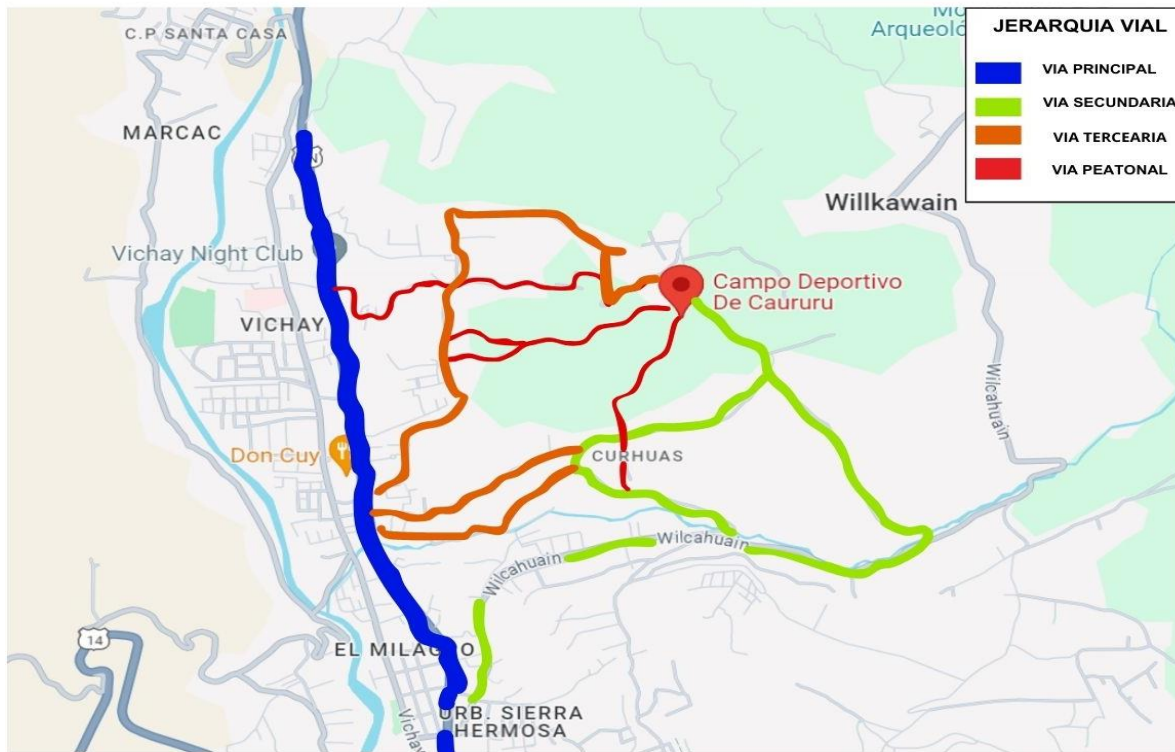 C.P SANTA CASA
MARCAC
Vichay Night Club
VICHAY
Don Cuy
Campo Deportivo
De Caururu
Willkawain
Wilcahuain
CURHUAS
Wilcahuain
Wilcahuain
14
EL MILAGRO
URB. SIERRA
HERMOSA
Vichay
JERARQUIA VIAL
VIA PRINCIPAL
VIA SECUNDARIA
VIA TERCEARIA
VIA PEATONAL